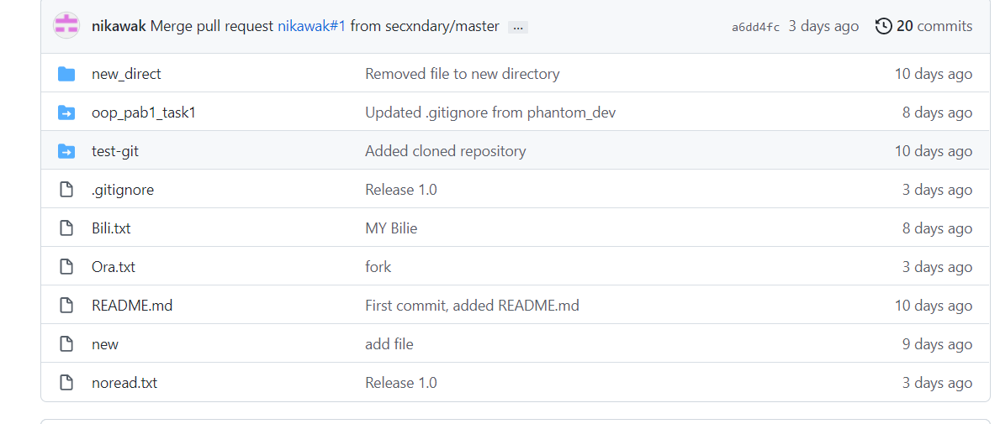 nikawak Merge pull request nikawak#1 from secxndary/master ... a6dd4fc 3 days ago 20 commits
new_direct Removed file to new directory 10 days ago
oop_pab1_task1 Updated .gitignore from phantom_dev 8 days ago
test-git Added cloned repository 10 days ago
.gitignore Release 1.0 3 days ago
Bili.txt MY Bilie 8 days ago
Ora.txt fork 3 days ago
README.md First commit, added README.md 10 days ago
new add file 9 days ago
noread.txt Release 1.0 3 days ago